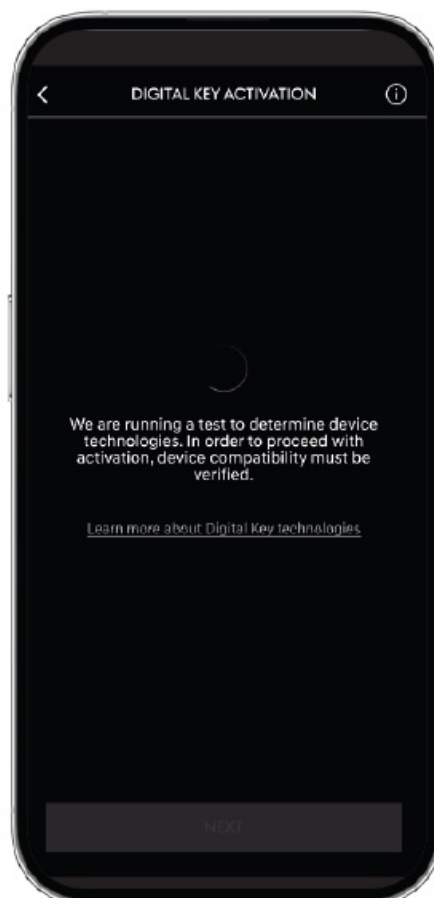 DIGITAL KEY ACTIVATION
We are running a test to determine device
technologies. In order to proceed with
activation, device compatibility must be
verified.
Learn more about Digital Key technologies
NEXT